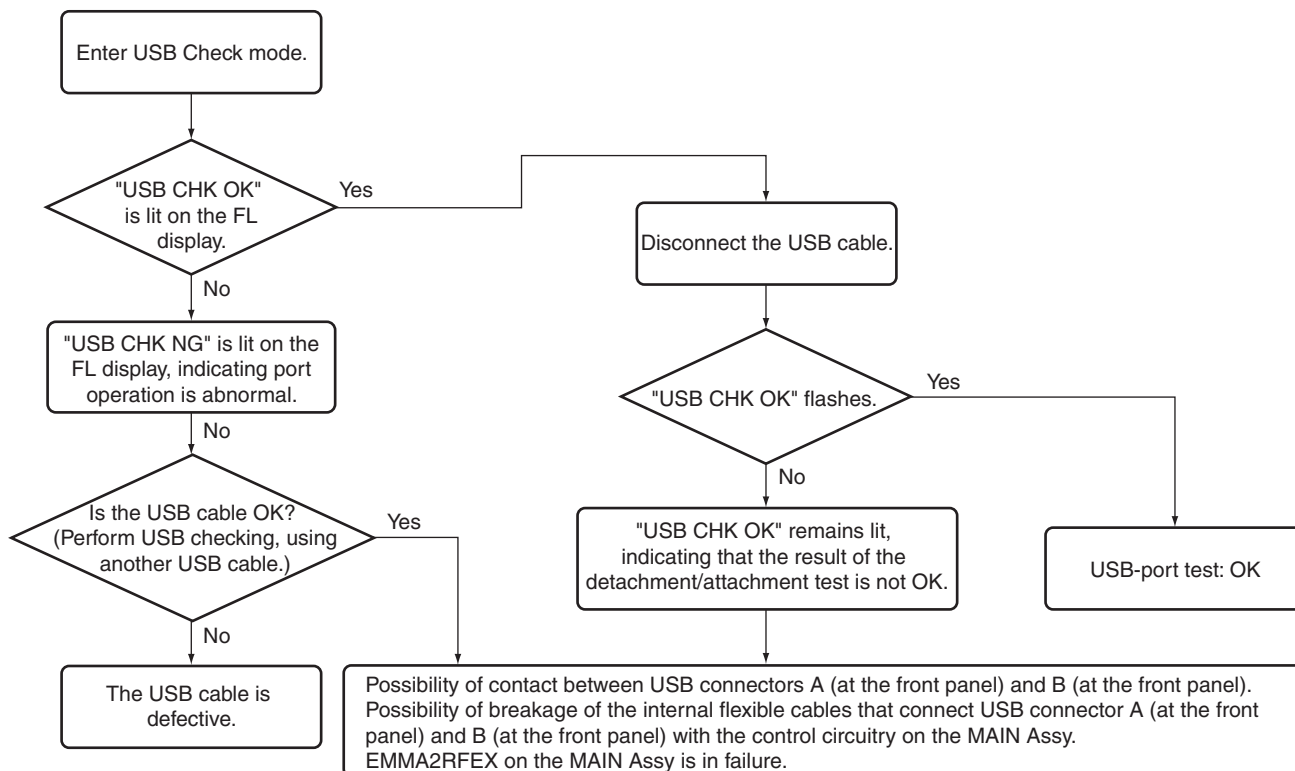 Enter USB Check mode.
"USB CHK OK"
is lit on the FL
display.
Yes
No
"USB CHK NG" is lit on the
FL display, indicating port
operation is abnormal.
No
Is the USB cable OK?
(Perform USB checking, using
another USB cable.)
Yes
No
The USB cable is
defective.
Disconnect the USB cable.
"USB CHK OK" flashes.
Yes
No
"USB CHK OK" remains lit,
indicating that the result of the
detachment/attachment test is not OK.
USB-port test: OK
Possibility of contact between USB connectors A (at the front panel) and B (at the front panel).
Possibility of breakage of the internal flexible cables that connect USB connector A (at the front
panel) and B (at the front panel) with the control circuitry on the MAIN Assy.
EMMA2RFEX on the MAIN Assy is in failure.